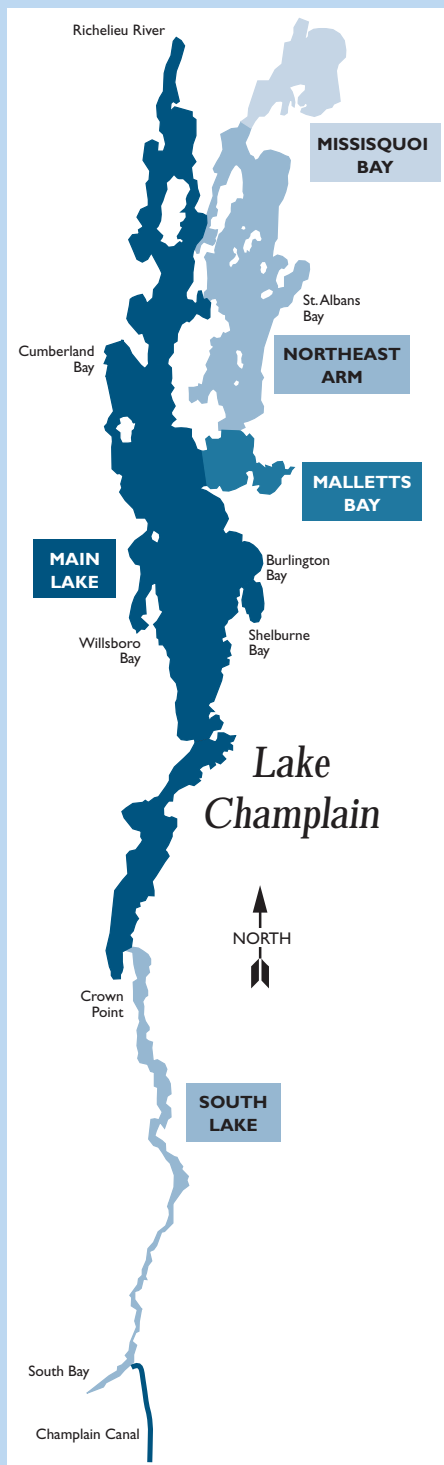 Richelieu River
MISSISQUOI
BAY
St. Albans
Bay
Cumberland
Bay
NORTHEAST
ARM
MALLETTS
BAY
MAIN
LAKE
Burlington
Bay
Willsboro
Bay
Shelburne
Bay
Lake
Champlain
NORTH
Crown
Point
SOUTH
LAKE
South Bay
Champlain Canal